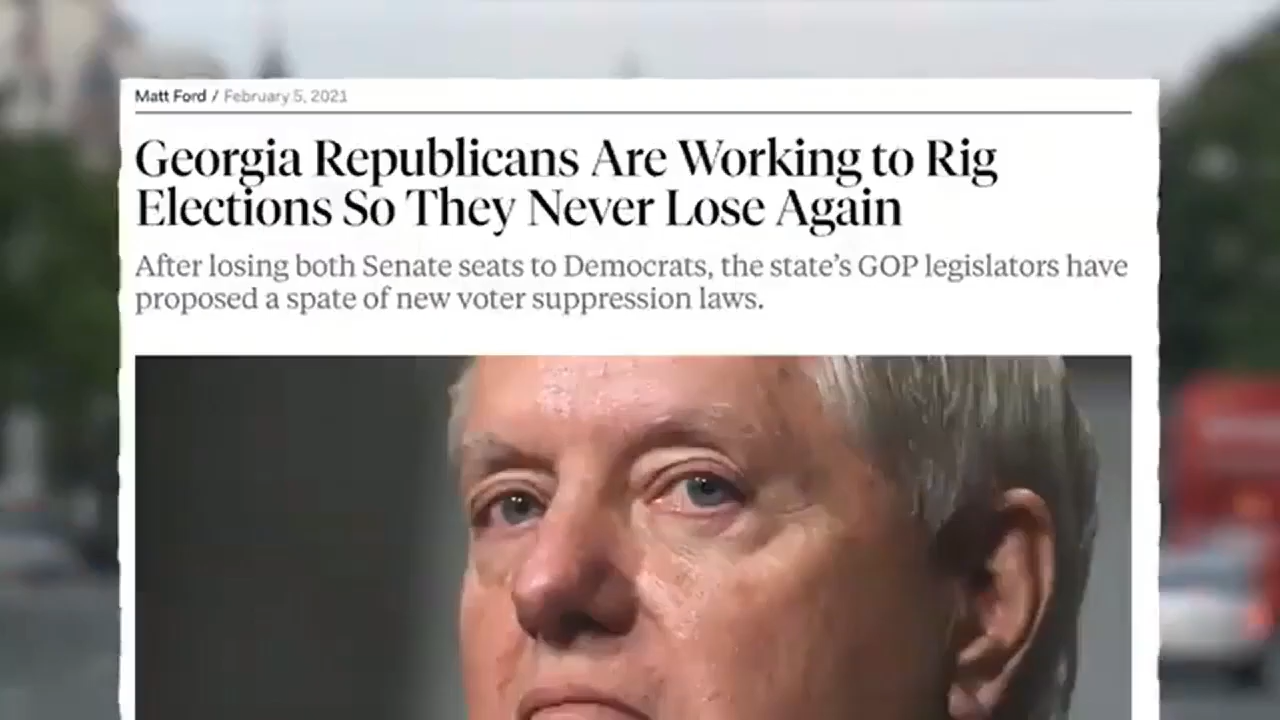 Matt Ford / February 5, 2021
Georgia Republicans Are Working to Rig
Elections So They Never Lose Again
After losing both Senate seats to Democrats, the state's GOP legislators have
proposed a spate of new voter suppression laws.